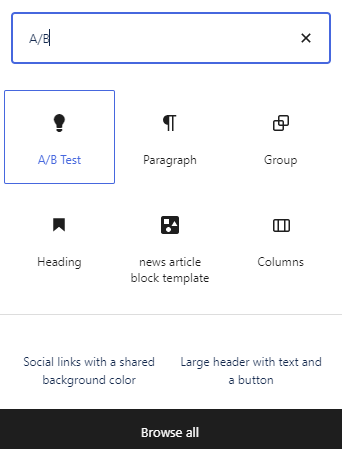 A/B
A/B Test
Paragraph
Group
Heading
news article
block template
Columns
Social links with a shared
background color
Large header with text and
a button
Browse all